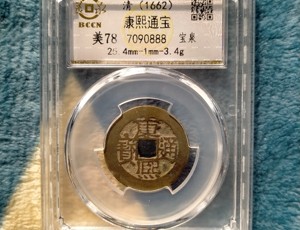 清 (1662)
BCCN
康熙通宝
美78 7090888 宝泉
25.4mm-1mm-3.4g
康
寶 通
熙